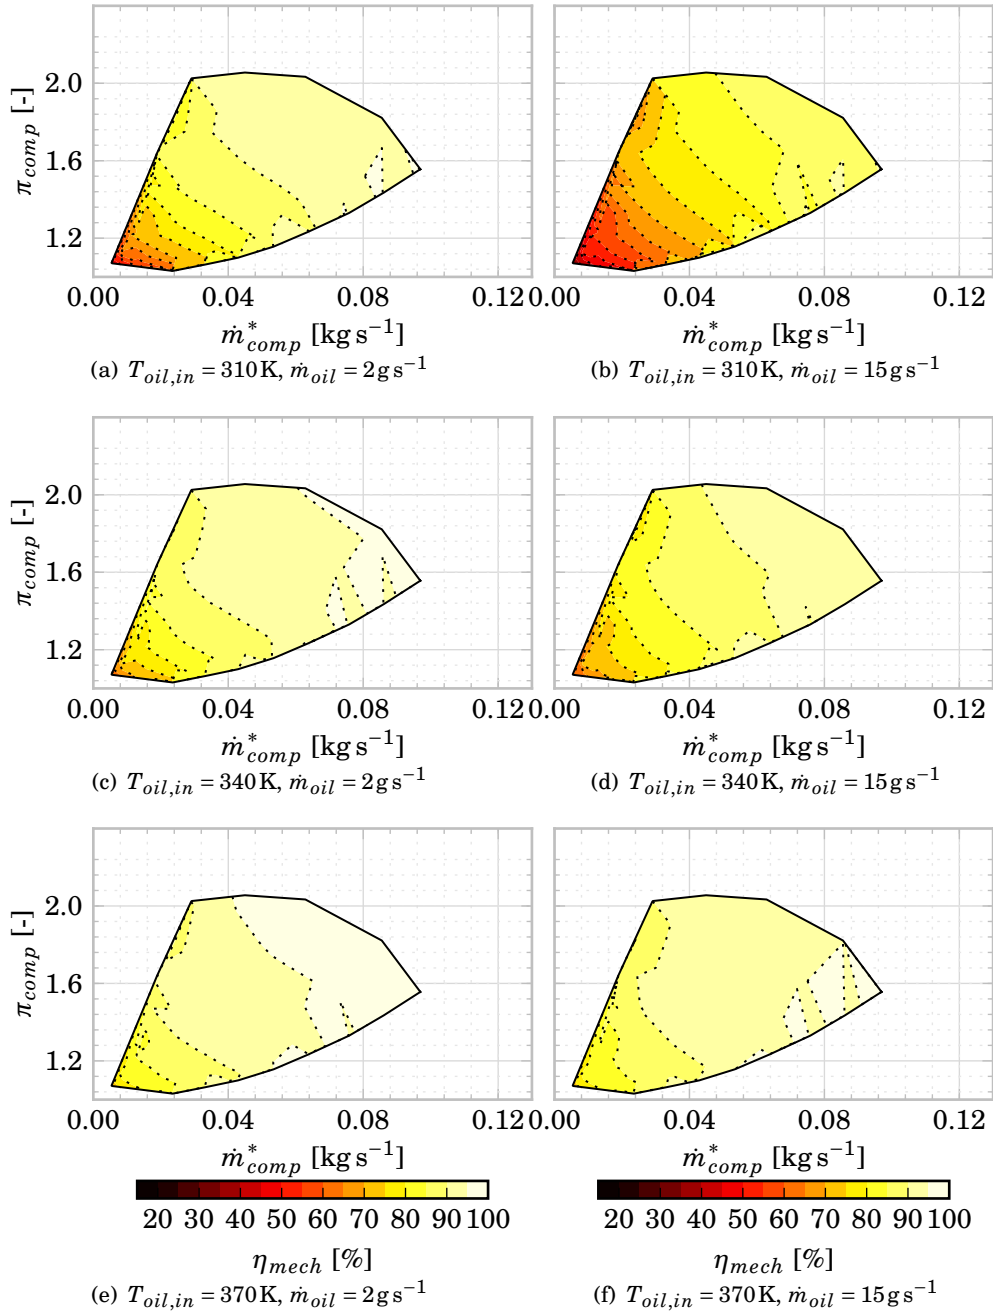 2.0
1.6
1.2
π_comp [-]
0.00 0.04 0.08 0.12
0.00 0.04 0.08 0.12
ṁ*_comp [kg s⁻¹]
ṁ*_comp [kg s⁻¹]
(a) T_oil,in = 310 K, ṁ_oil = 2 g s⁻¹
(b) T_oil,in = 310 K, ṁ_oil = 15 g s⁻¹
2.0
1.6
1.2
π_comp [-]
0.00 0.04 0.08 0.12
0.00 0.04 0.08 0.12
ṁ*_comp [kg s⁻¹]
ṁ*_comp [kg s⁻¹]
(c) T_oil,in = 340 K, ṁ_oil = 2 g s⁻¹
(d) T_oil,in = 340 K, ṁ_oil = 15 g s⁻¹
2.0
1.6
1.2
π_comp [-]
0.00 0.04 0.08 0.12
0.00 0.04 0.08 0.12
ṁ*_comp [kg s⁻¹]
ṁ*_comp [kg s⁻¹]
20 30 40 50 60 70 80 90 100
20 30 40 50 60 70 80 90 100
η_mech [%]
η_mech [%]
(e) T_oil,in = 370 K, ṁ_oil = 2 g s⁻¹
(f) T_oil,in = 370 K, ṁ_oil = 15 g s⁻¹